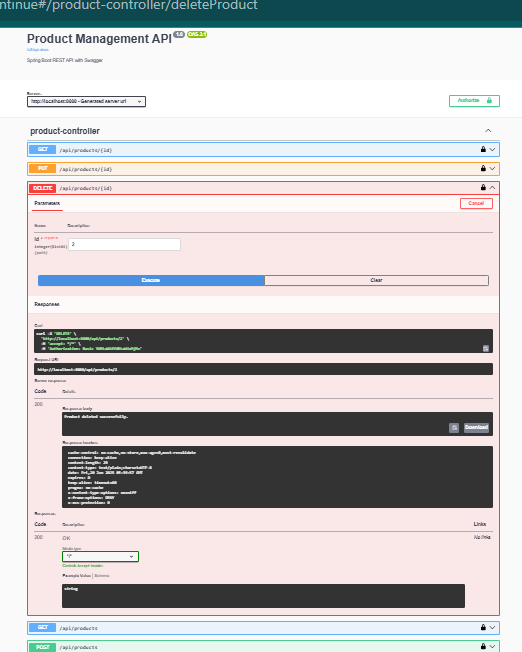 ntinue#/product-controller/deleteProduct
Product Management API 1.0 OAS 3.1
Spring Boot REST API with Swagger
Servers
http://localhost:8080 - Generated server url
Authorize
product-controller
GET /api/products/{id}
PUT /api/products/{id}
DELETE /api/products/{id}
Parameters
Cancel
Name Description
id * required
integer($int64)
(path)
2
Execute
Clear
Responses
Curl
curl -X 'DELETE' \
'http://localhost:8080/api/products/2' \
-H 'accept: */*' \
-H 'Authorization: Basic
Request URL
http://localhost:8080/api/products/2
Server response
Code Details
200
Response body
Product deleted successfully.
Download
Response headers
cache-control: no-cache,no-store,max-age=0,must-revalidate
connection: keep-alive
content-length: 29
content-type: text/plain;charset=UTF-8
date: Fri,20 Jun 2025 GMT
expires: 0
keep-alive: timeout=60
pragma: no-cache
x-content-type-options: nosniff
x-frame-options: DENY
x-xss-protection: 0
Responses
Code Description Links
200 OK No links
Media type
*/*
Controls Accept header.
Example Value | Schema
string
GET /api/products
POST /api/products